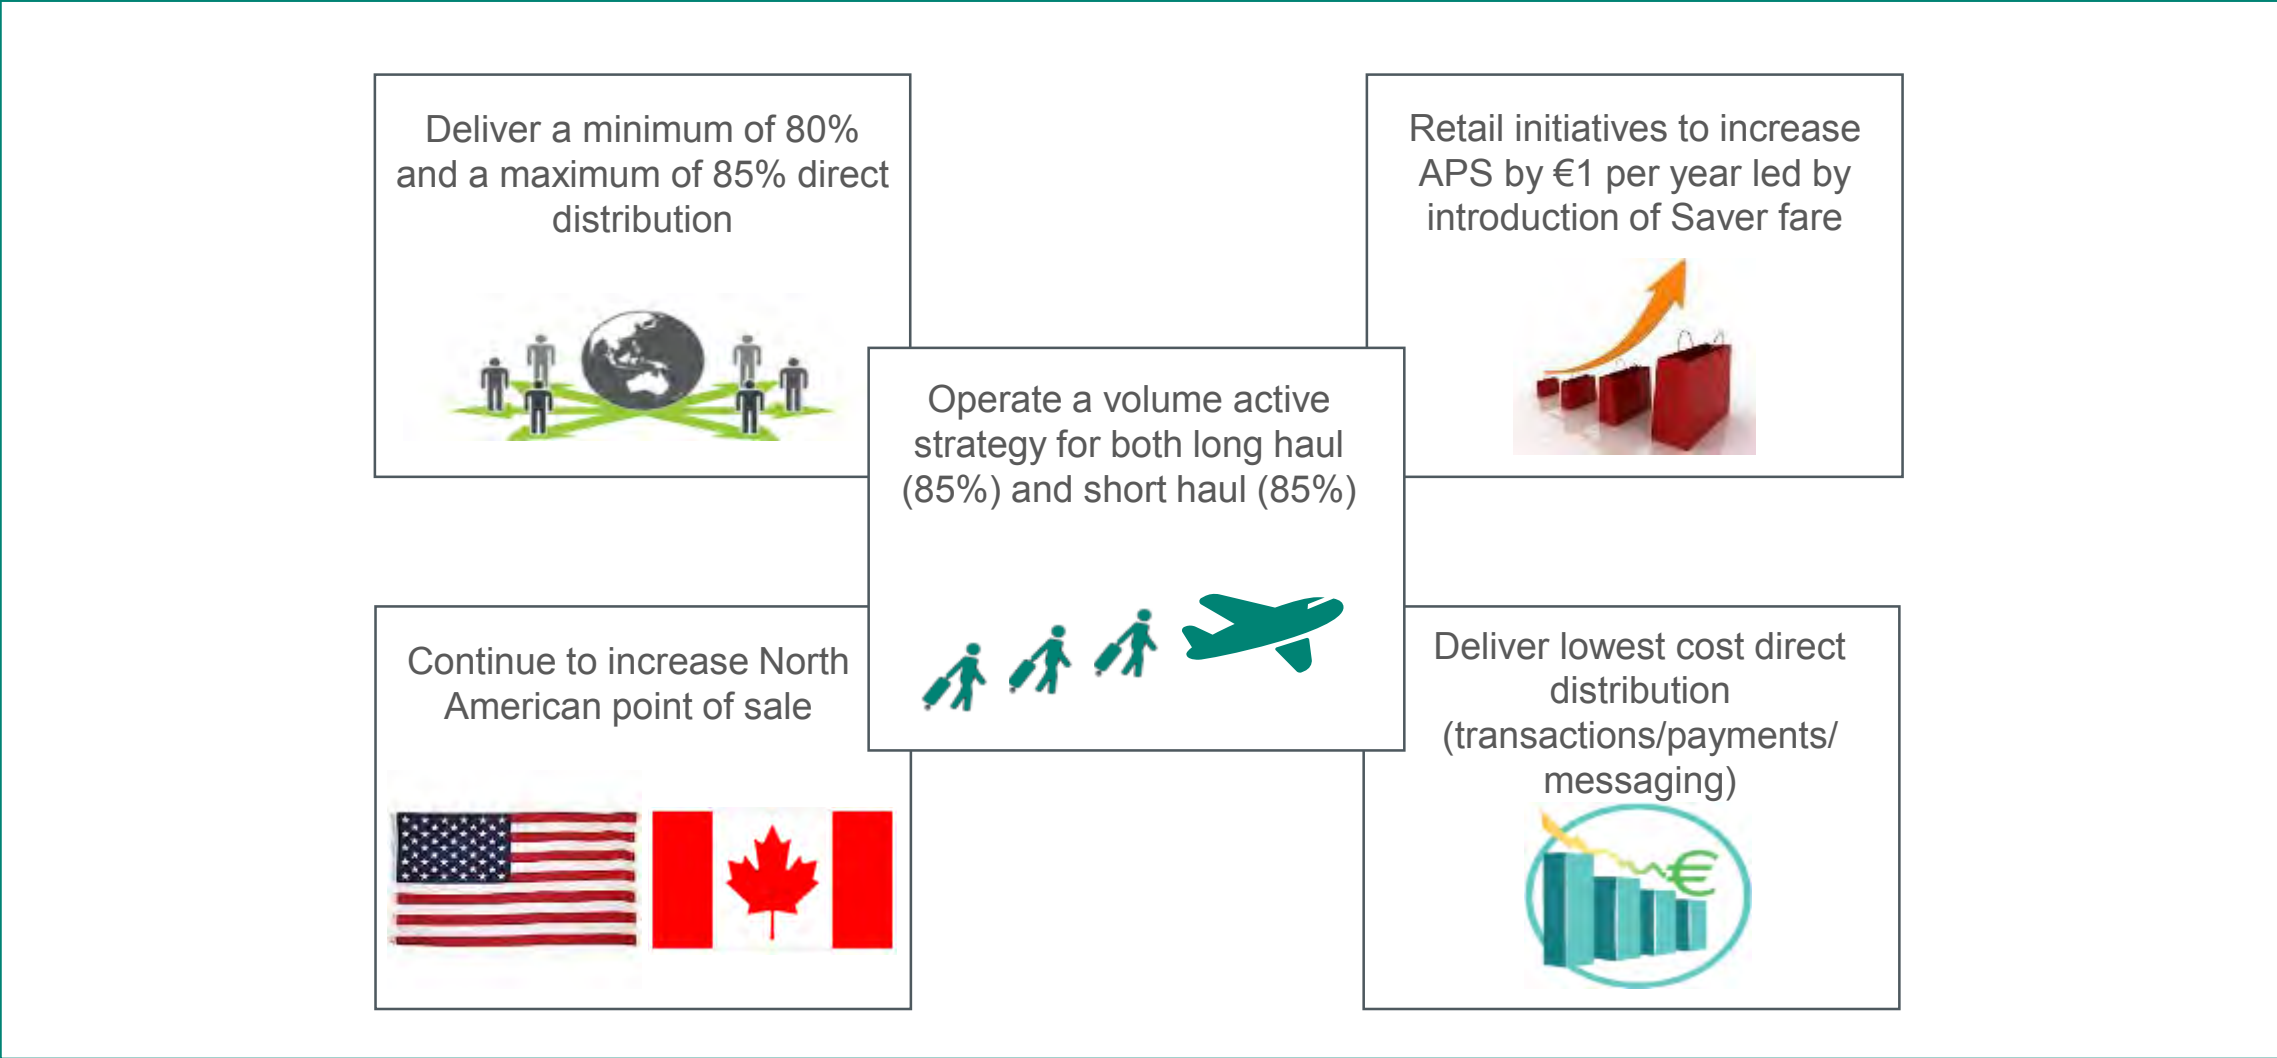 Deliver a minimum of 80%
and a maximum of 85% direct
distribution
Retail initiatives to increase
APS by €1 per year led by
introduction of Saver fare
Operate a volume active
strategy for both long haul
(85%) and short haul (85%)
Continue to increase North
American point of sale
Deliver lowest cost direct
distribution
(transactions/payments/
messaging)
€